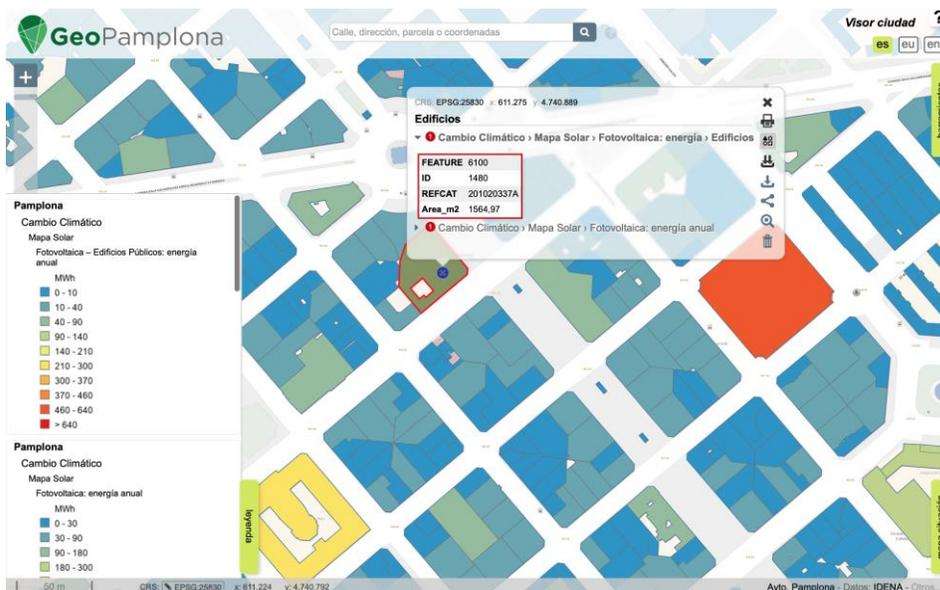 GeoPamplona
Calle, dirección, parcela o coordenadas
Visor ciudad
?
es eu en
+
CRS: EPSG:25830 x: 611.275 y: 4.740.889
Edificios
Cambio Climático › Mapa Solar › Fotovoltaica: energía › Edificios
FEATURE 6100
ID 1480
REFCAT 201020337A
Area_m2 1564,97
Cambio Climático › Mapa Solar › Fotovoltaica: energía anual
Pamplona
Cambio Climático
Mapa Solar
Fotovoltaica – Edificios Públicos: energía
anual
MWh
0 - 10
10 - 40
40 - 90
90 - 140
140 - 210
210 - 300
300 - 370
370 - 460
460 - 640
> 640
Pamplona
Cambio Climático
Mapa Solar
Fotovoltaica: energía anual
MWh
0 - 30
30 - 90
90 - 180
180 - 300
leyenda
50 m
CRS: EPSG:25830 x: 611.224 y: 4.740.792
Ayto. Pamplona - Datos: IDENA - Otros